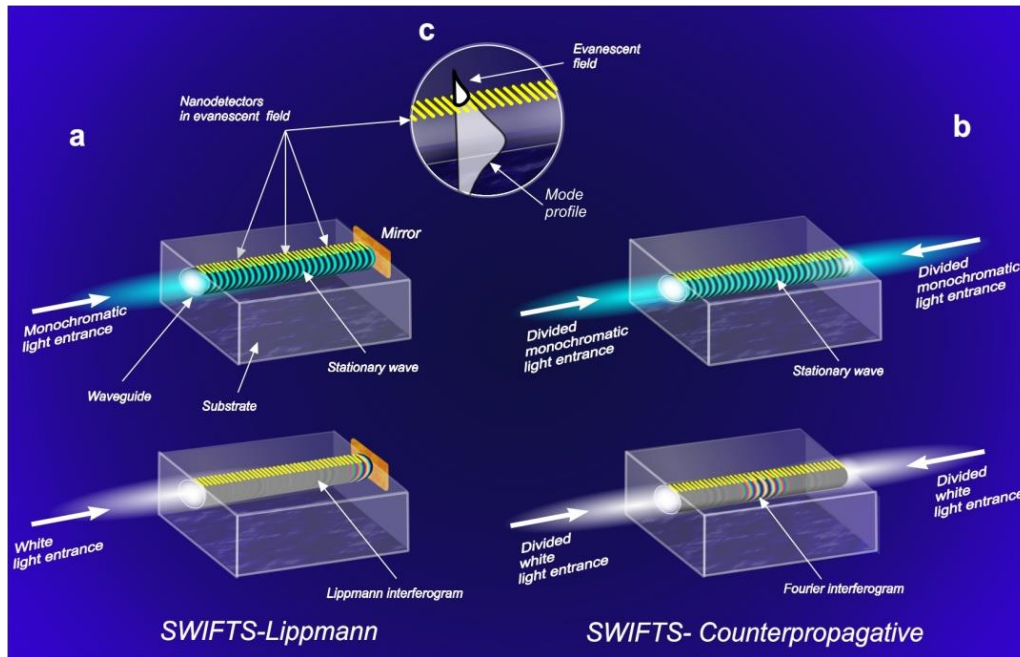 c
Evanescent
field
Nanodetectors
in evanescent field
a
b
Mode
profile
Mirror
Monochromatic
light entrance
Waveguide
Substrate
Stationary wave
Divided
monochromatic
light entrance
Divided
monochromatic
light entrance
Stationary wave
White
light entrance
Lippmann interferogram
Divided
white
light entrance
Divided
white
light entrance
Fourier interferogram
SWIFTS-Lippmann
SWIFTS- Counterpropagative